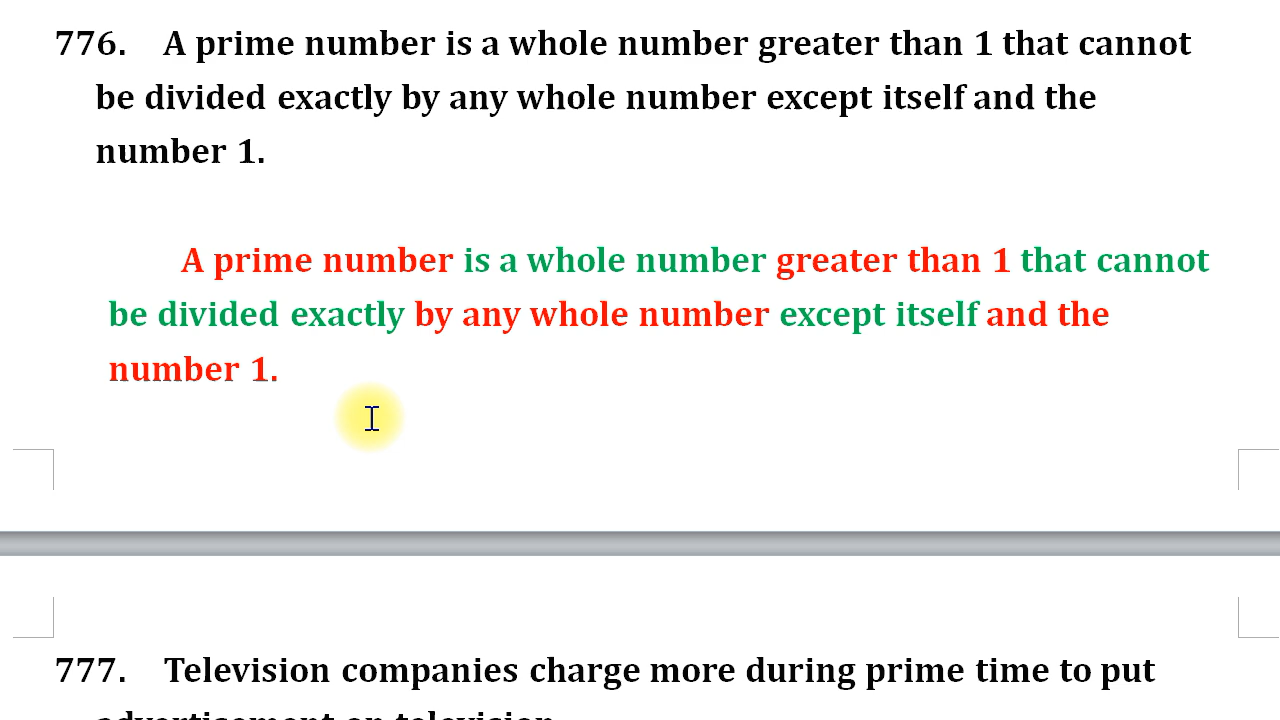 776. A prime number is a whole number greater than 1 that cannot
be divided exactly by any whole number except itself and the
number 1.
A prime number is a whole number greater than 1 that cannot
be divided exactly by any whole number except itself and the
number 1.
777. Television companies charge more during prime time to put
advertisement on television.